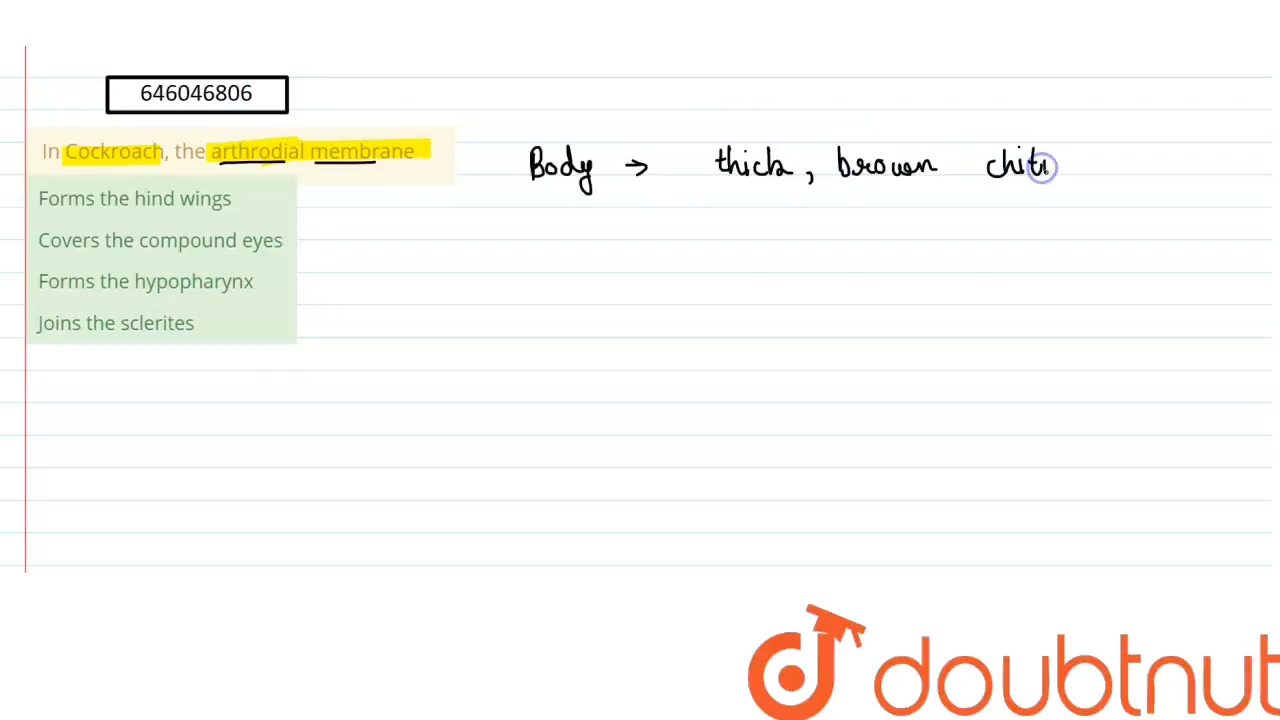 646046806
In Cockroach, the arthrodial membrane
Body → thick, brown chiti
Forms the hind wings
Covers the compound eyes
Forms the hypopharynx
Joins the sclerites
doubtnut